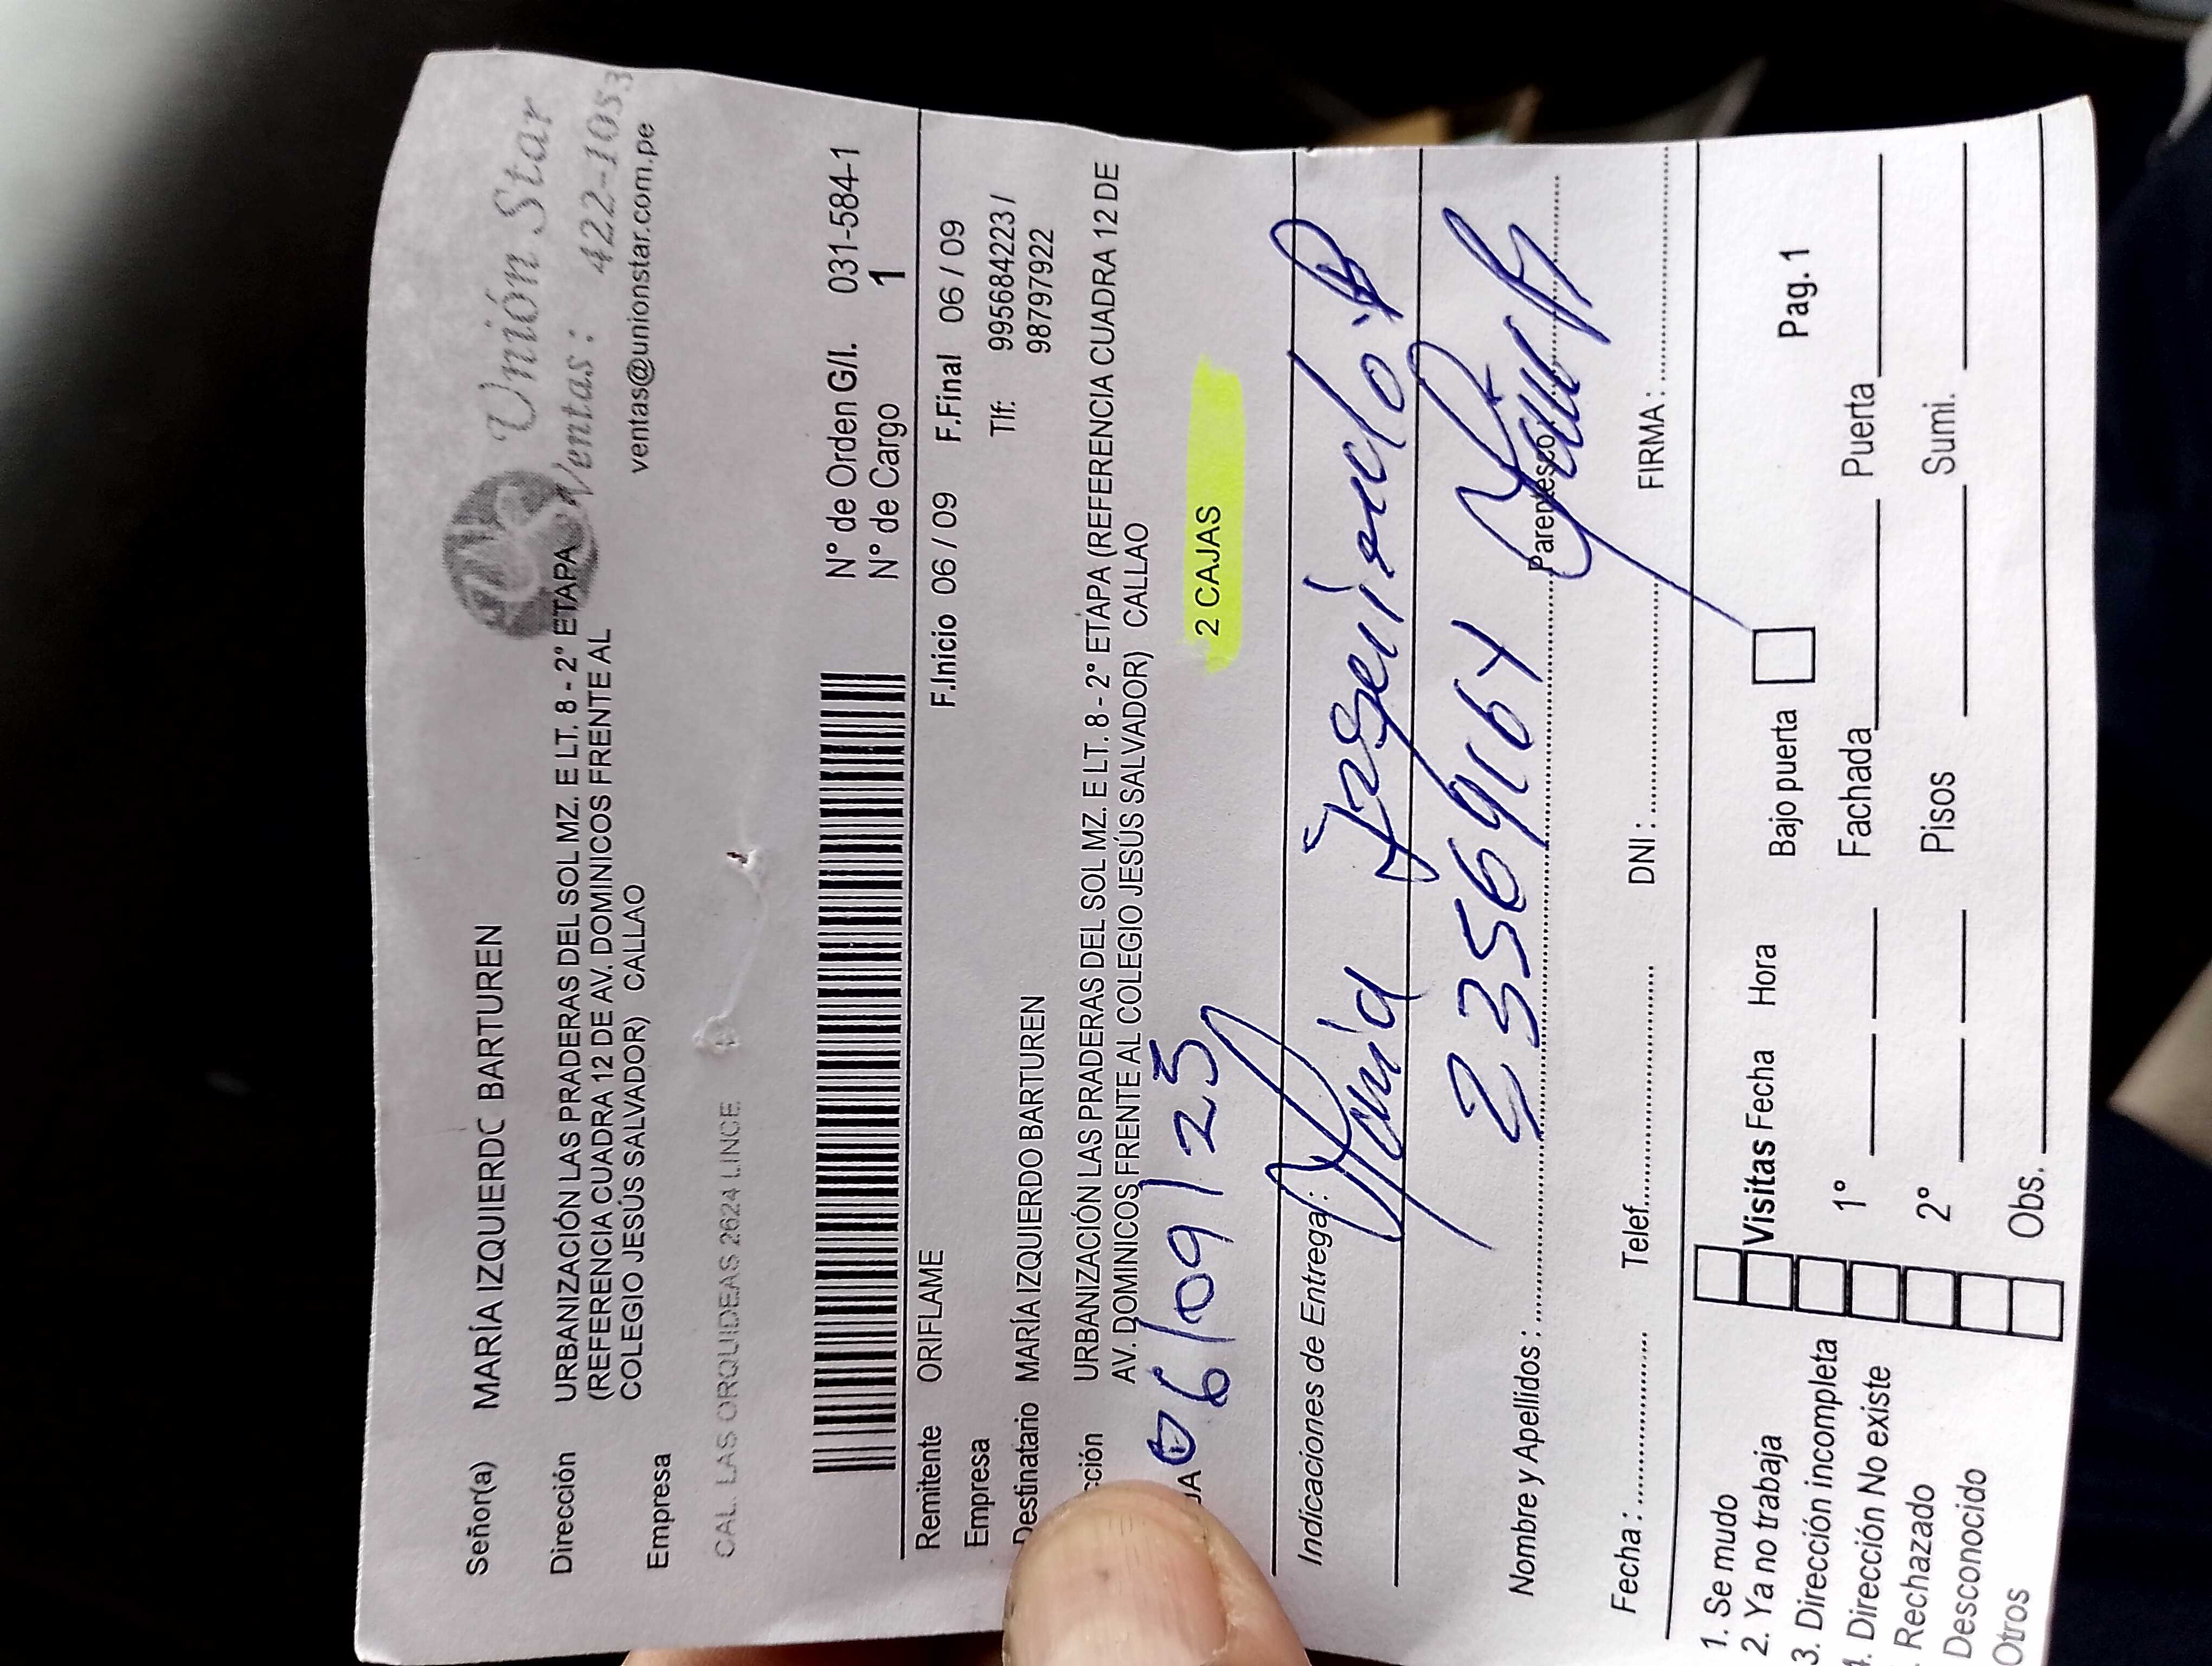 Unión Star
Ventas: 422-1053
ventas@unionstar.com.pe
Señor(a) MARÍA IZQUIERDC BARTUREN
Dirección URBANIZACIÓN LAS PRADERAS DEL SOL MZ. E LT. 8 - 2° ETAPA
(REFERENCIA CUADRA 12 DE AV. DOMINICOS FRENTE AL
COLEGIO JESÚS SALVADOR) CALLAO
Empresa
CAL. LAS ORQUIDEAS 2624 LINCE
N° de Orden G/I. 031-584-1
N° de Cargo 1
Remitente ORIFLAME F.Inicio 06 / 09 F.Final 06 / 09
Empresa Tlf: 995684223 /
98797922
Destinatario MARÍA IZQUIERDO BARTUREN
cción URBANIZACIÓN LAS PRADERAS DEL SOL MZ. E LT. 8 - 2° ETAPA (REFERENCIA CUADRA 12 DE
AV. DOMINICOS FRENTE AL COLEGIO JESÚS SALVADOR) CALLAO
JA 06/09/23 2 CAJAS
Indicaciones de Entrega: María Izquierdo B
23569164
Nombre y Apellidos: Parentesco
Fecha: Telef. DNI: FIRMA:
1. Se mudo
2. Ya no trabaja
3. Dirección incompleta
4. Dirección No existe
. Rechazado
Desconocido
Otros
Visitas Fecha Hora Bajo puerta Pag. 1
1° Fachada Puerta
2° Pisos Sumi.
Obs.